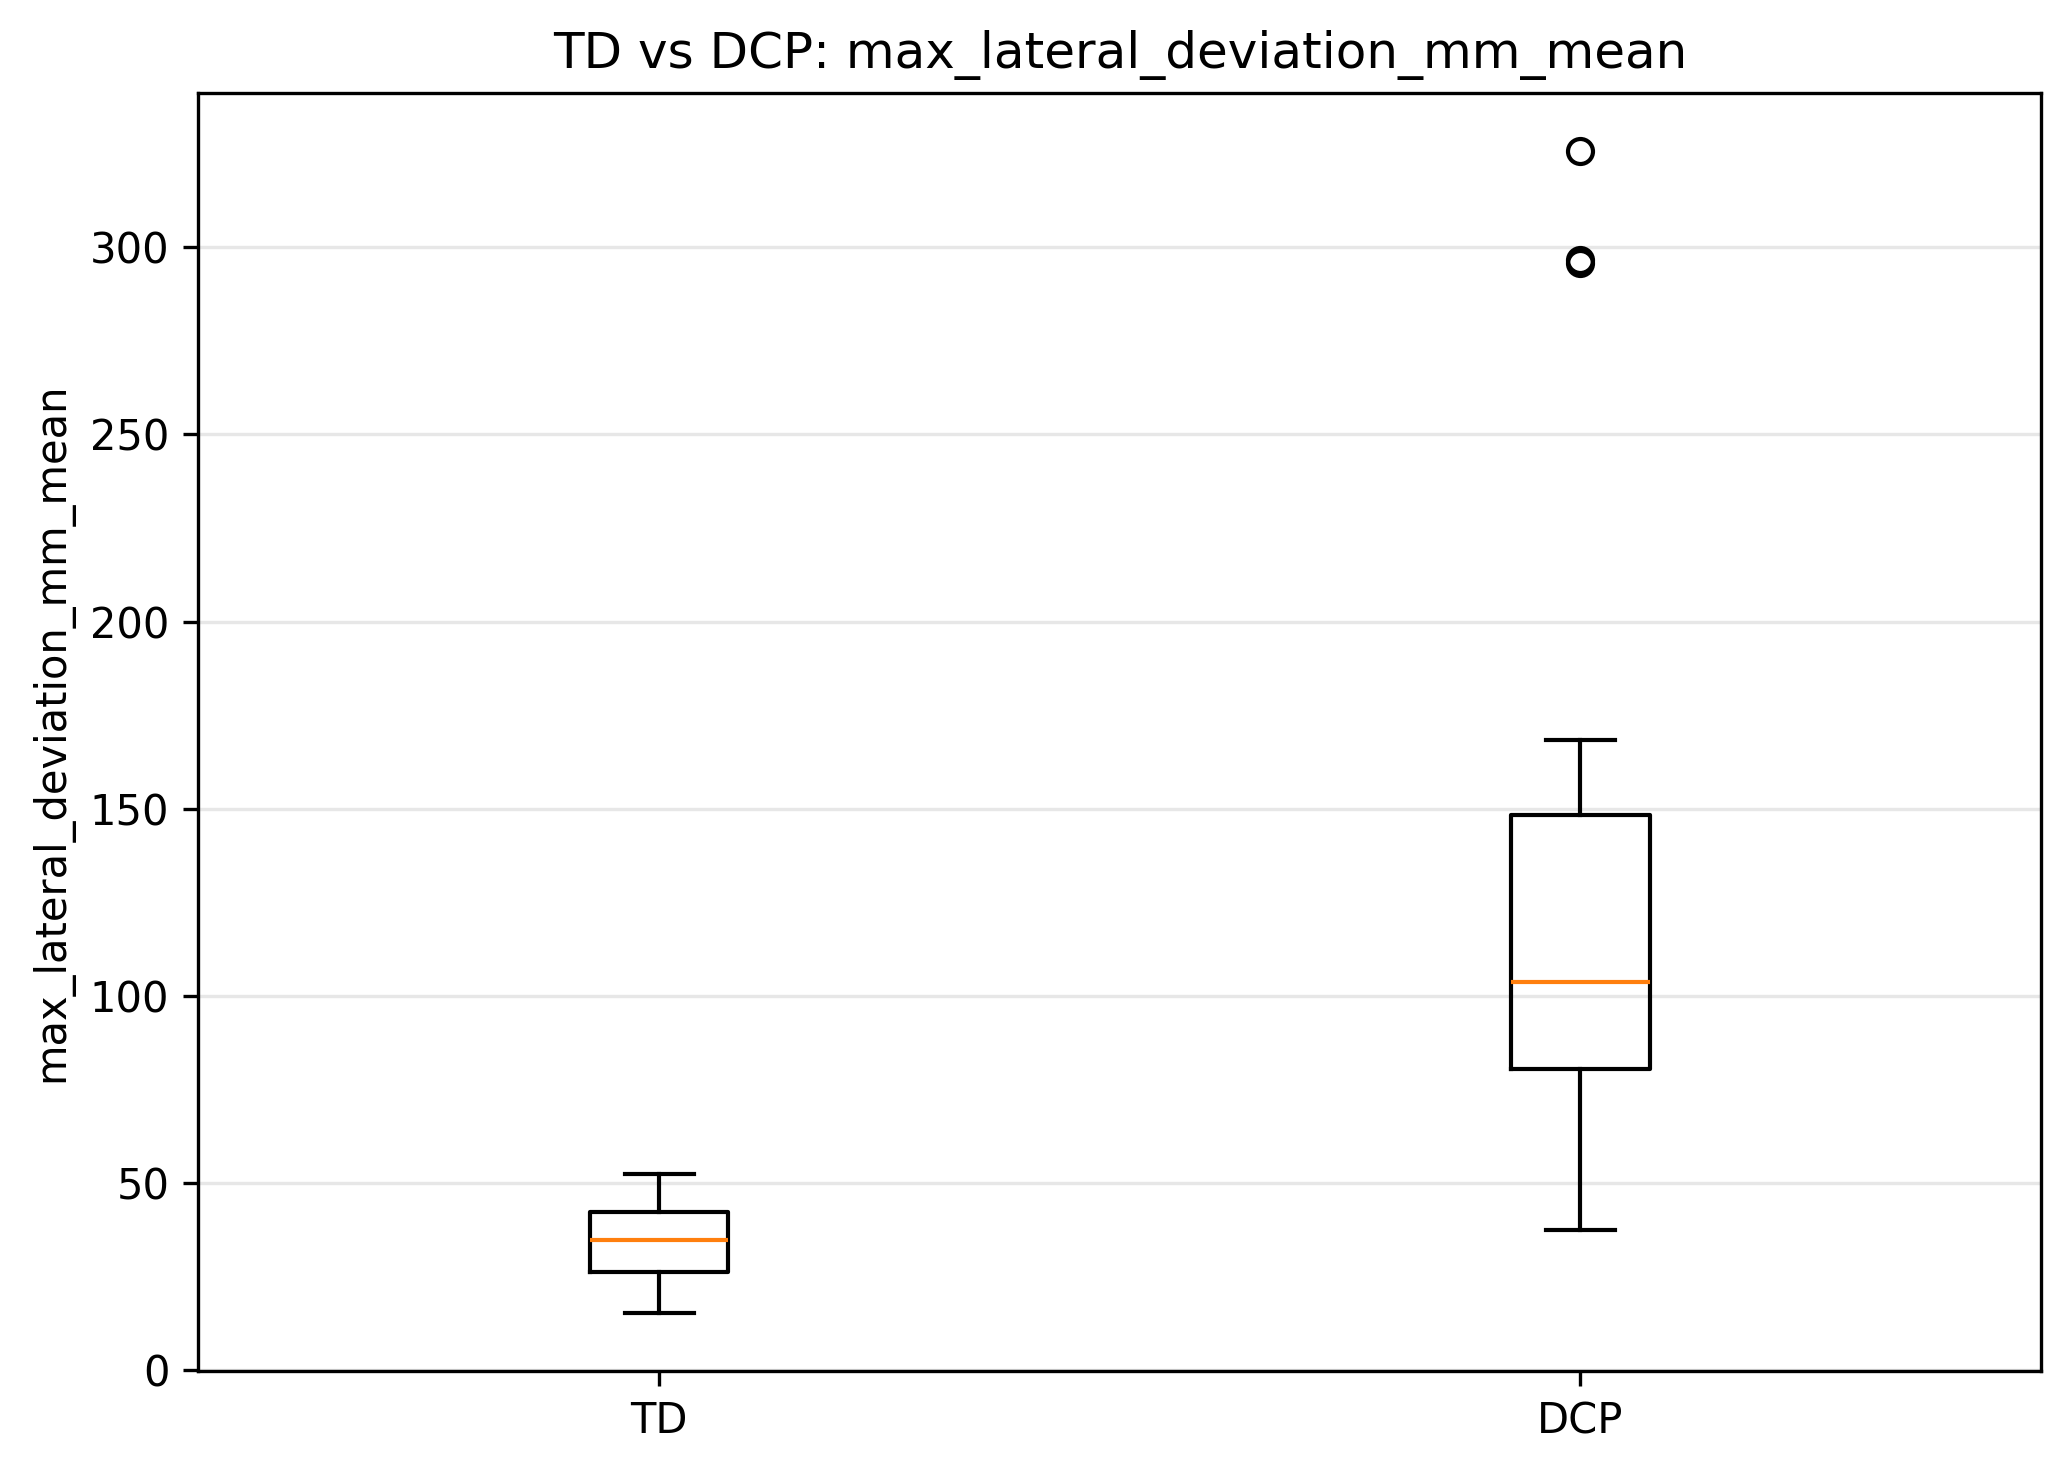 TD vs DCP: max_lateral_deviation_mm_mean
max_lateral_deviation_mm_mean
300
250
200
150
100
50
0
TD
DCP